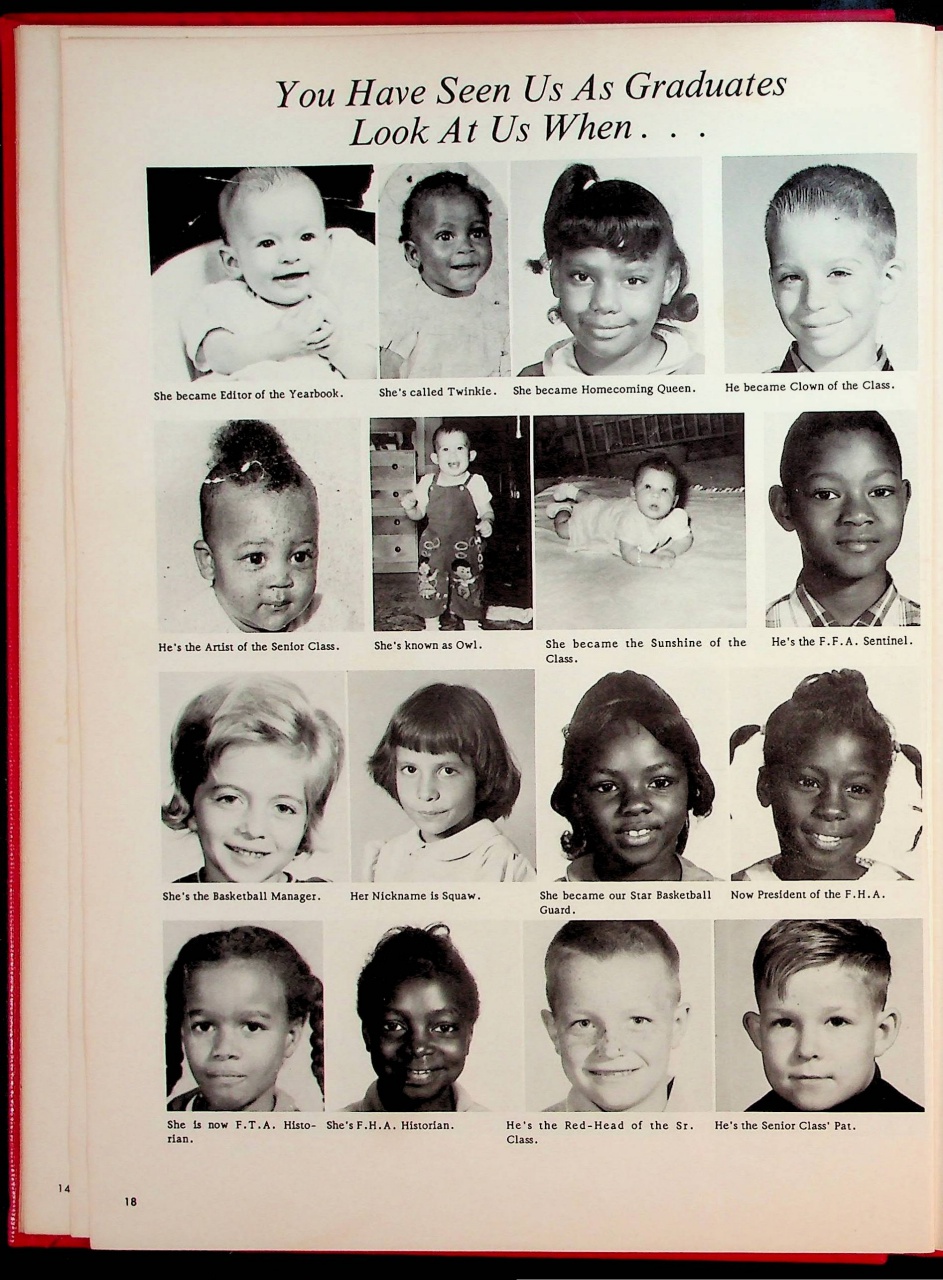 You Have Seen Us As Graduates
Look At Us When . . .
She became Editor of the Yearbook.
She's called Twinkie.
She became Homecoming Queen.
He became Clown of the Class.
He's the Artist of the Senior Class.
She's known as Owl.
She became the Sunshine of the
Class.
He's the F.F.A. Sentinel.
She's the Basketball Manager.
Her Nickname is Squaw.
She became our Star Basketball
Guard.
Now President of the F.H.A.
She is now F.T.A. Histo-
rian.
She's F.H.A. Historian.
He's the Red-Head of the Sr.
Class.
He's the Senior Class' Pat.
14
18